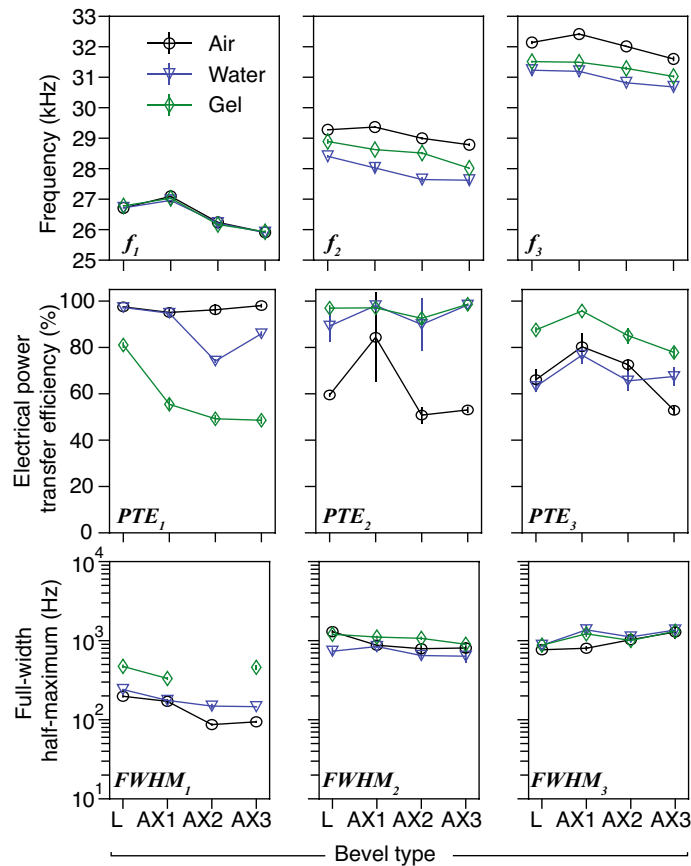 33
32
31
30
29
28
27
26
25
Frequency (kHz)
Air
Water
Gel
f1
f2
f3
100
80
60
40
20
0
Electrical power
transfer efficiency (%)
PTE1
PTE2
PTE3
10^4
10^3
10^2
10^1
Full-width
half-maximum (Hz)
FWHM1
FWHM2
FWHM3
L AX1 AX2 AX3 L AX1 AX2 AX3 L AX1 AX2 AX3
Bevel type